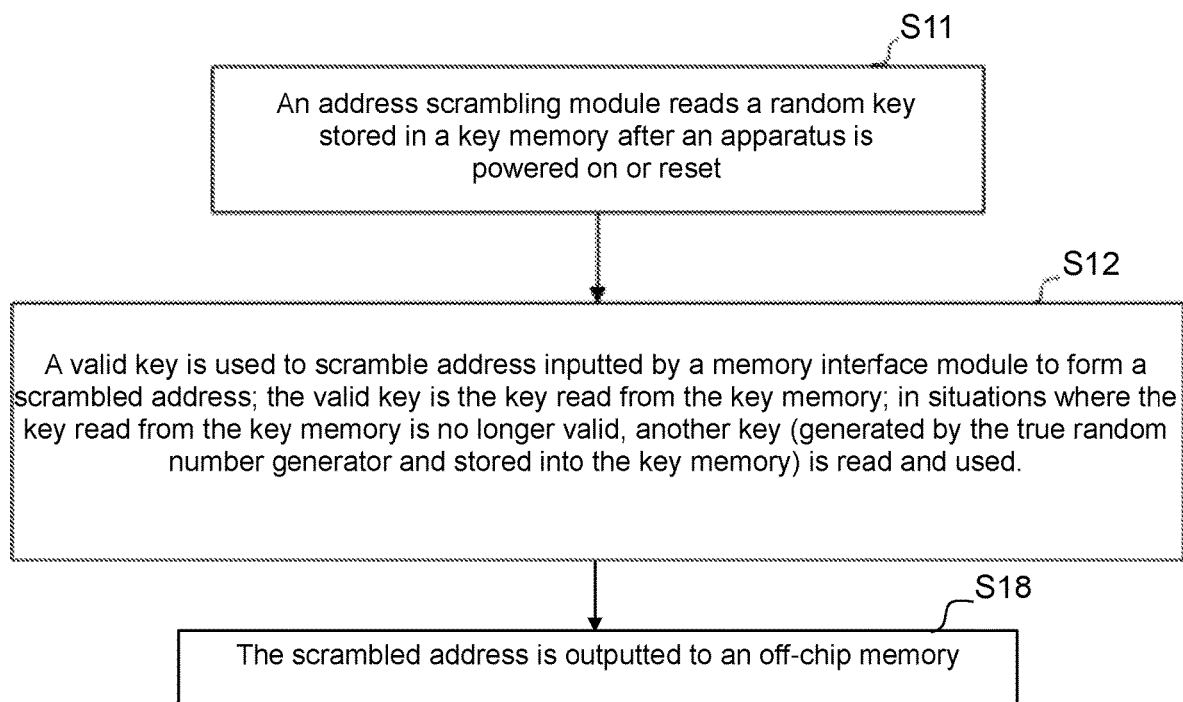 S11
An address scrambling module reads a random key
stored in a key memory after an apparatus is
powered on or reset
S12
A valid key is used to scramble address inputted by a memory interface module to form a
scrambled address; the valid key is the key read from the key memory; in situations where the
key read from the key memory is no longer valid, another key (generated by the true random
number generator and stored into the key memory) is read and used.
S18
The scrambled address is outputted to an off-chip memory